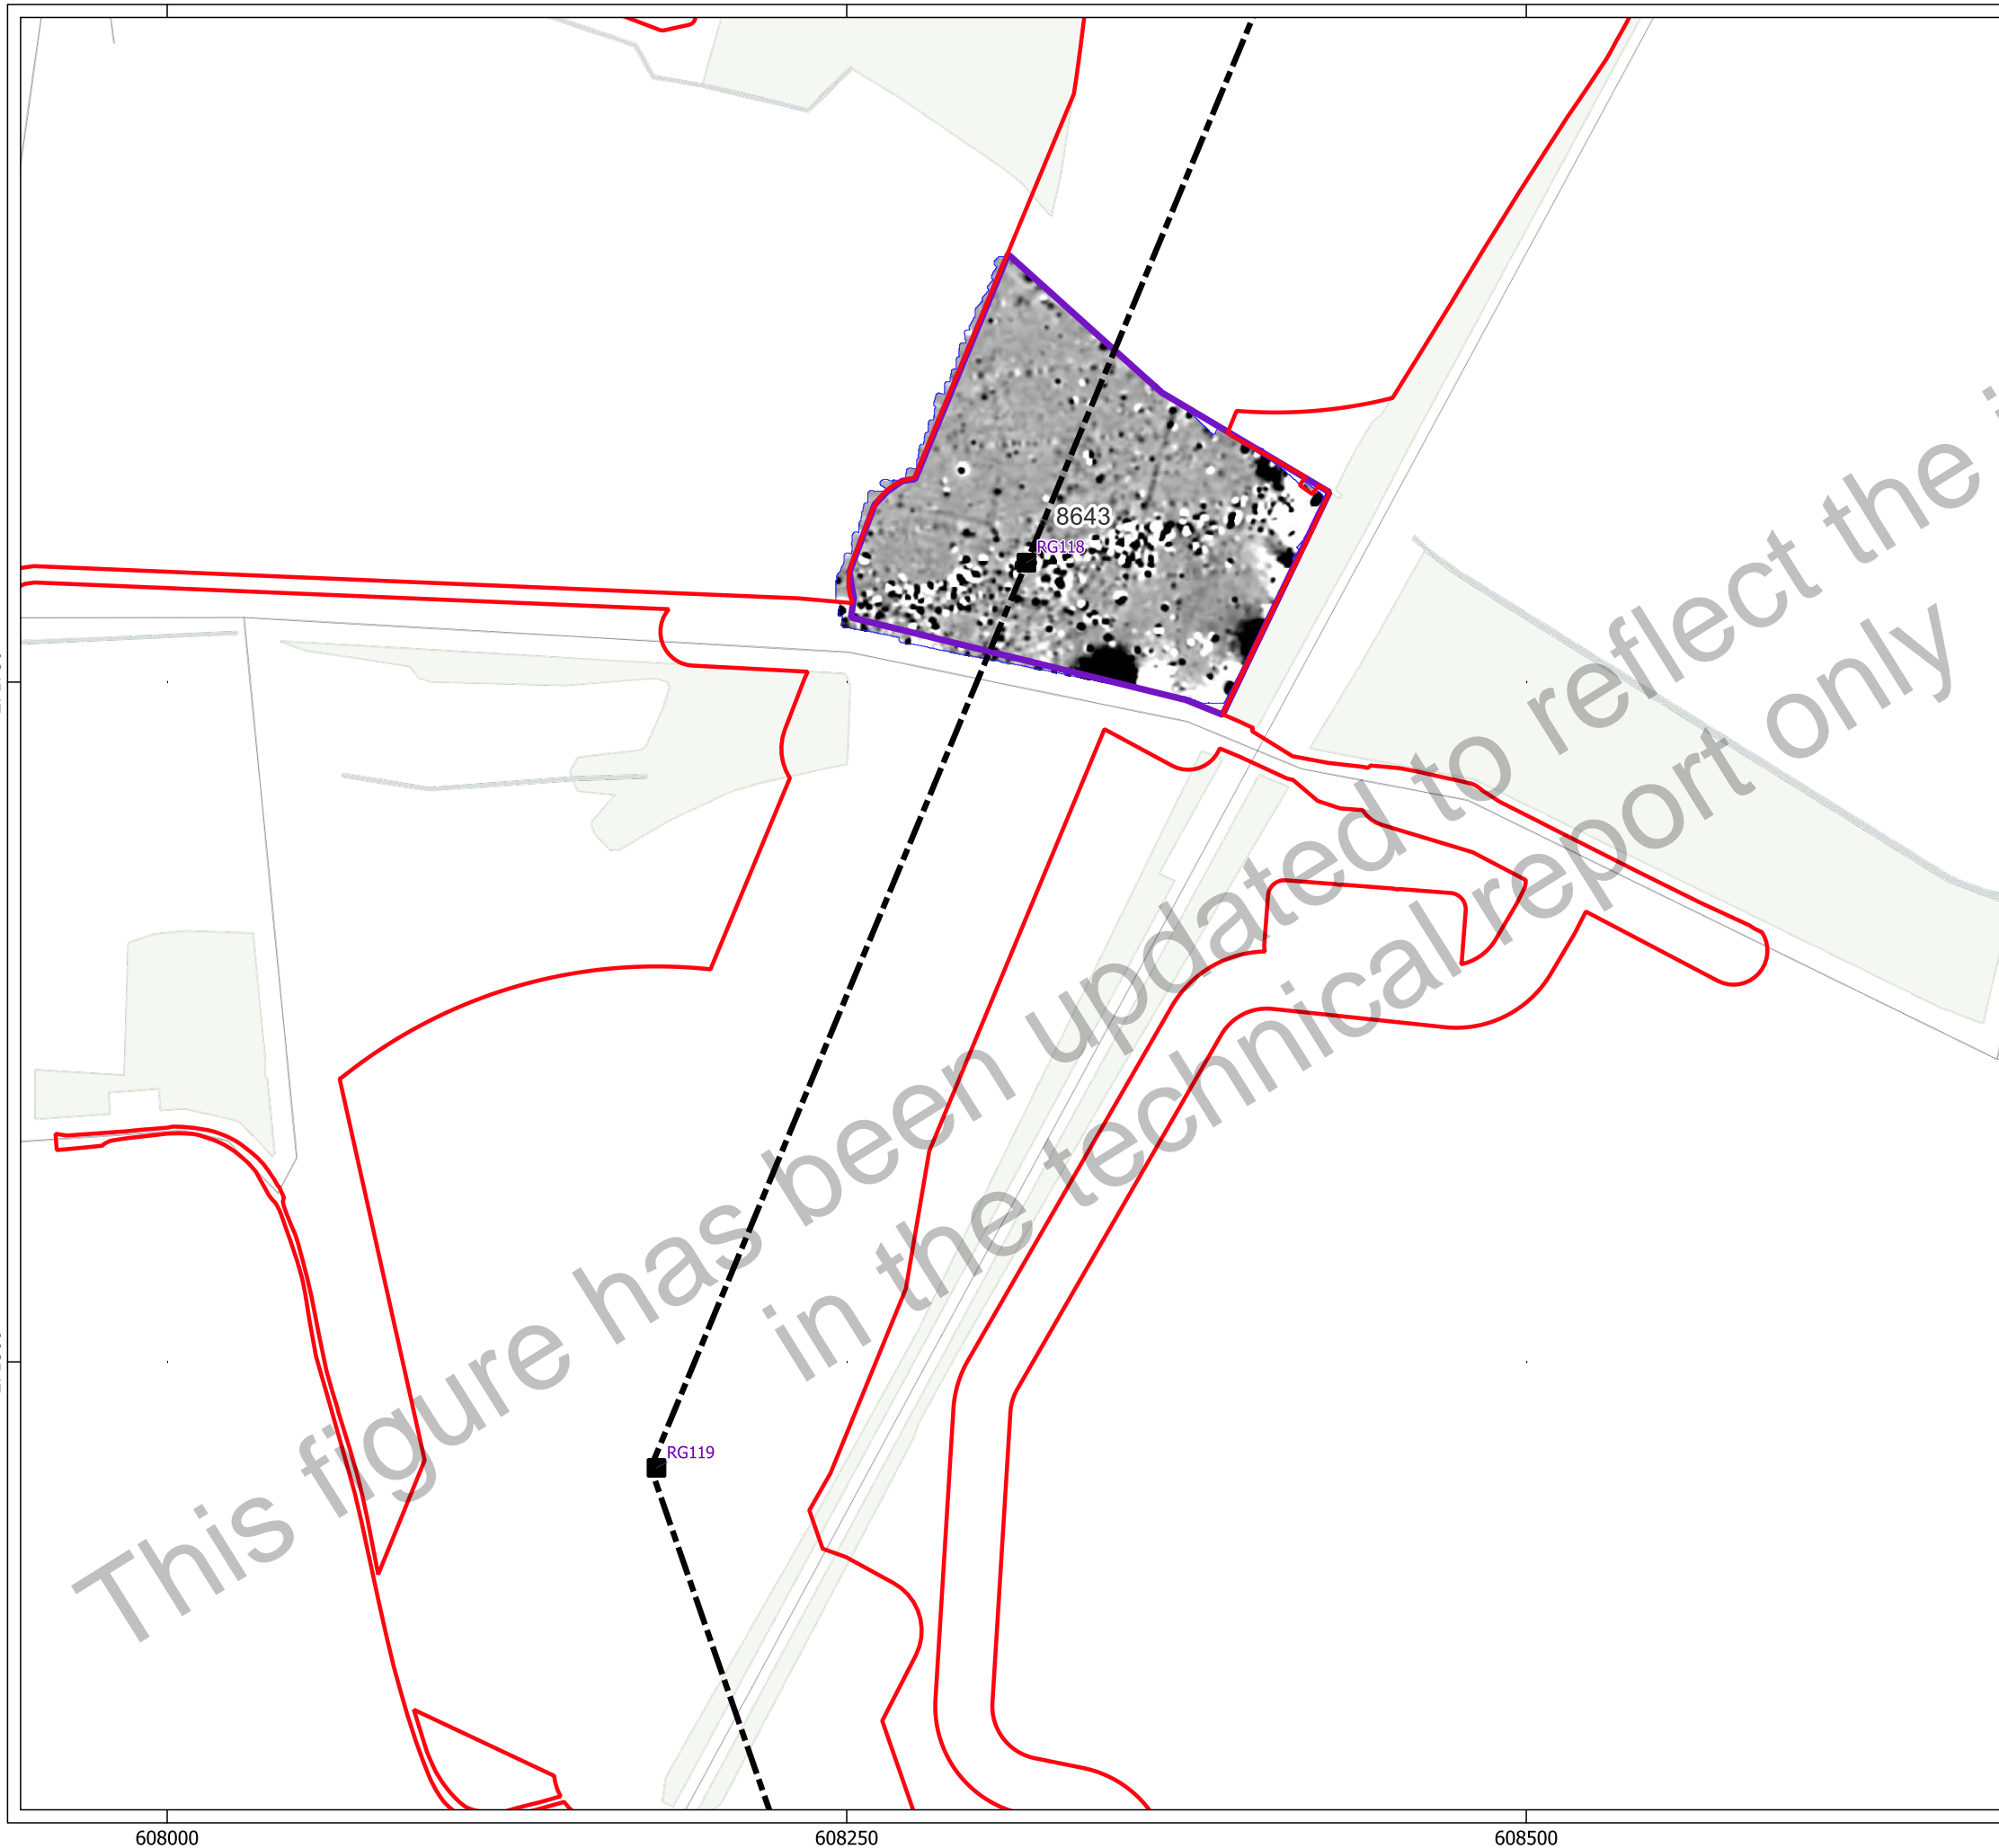 8643
RG118
This figure has been updated to reflect the
in the technical report only
RG119
608000
608250
608500